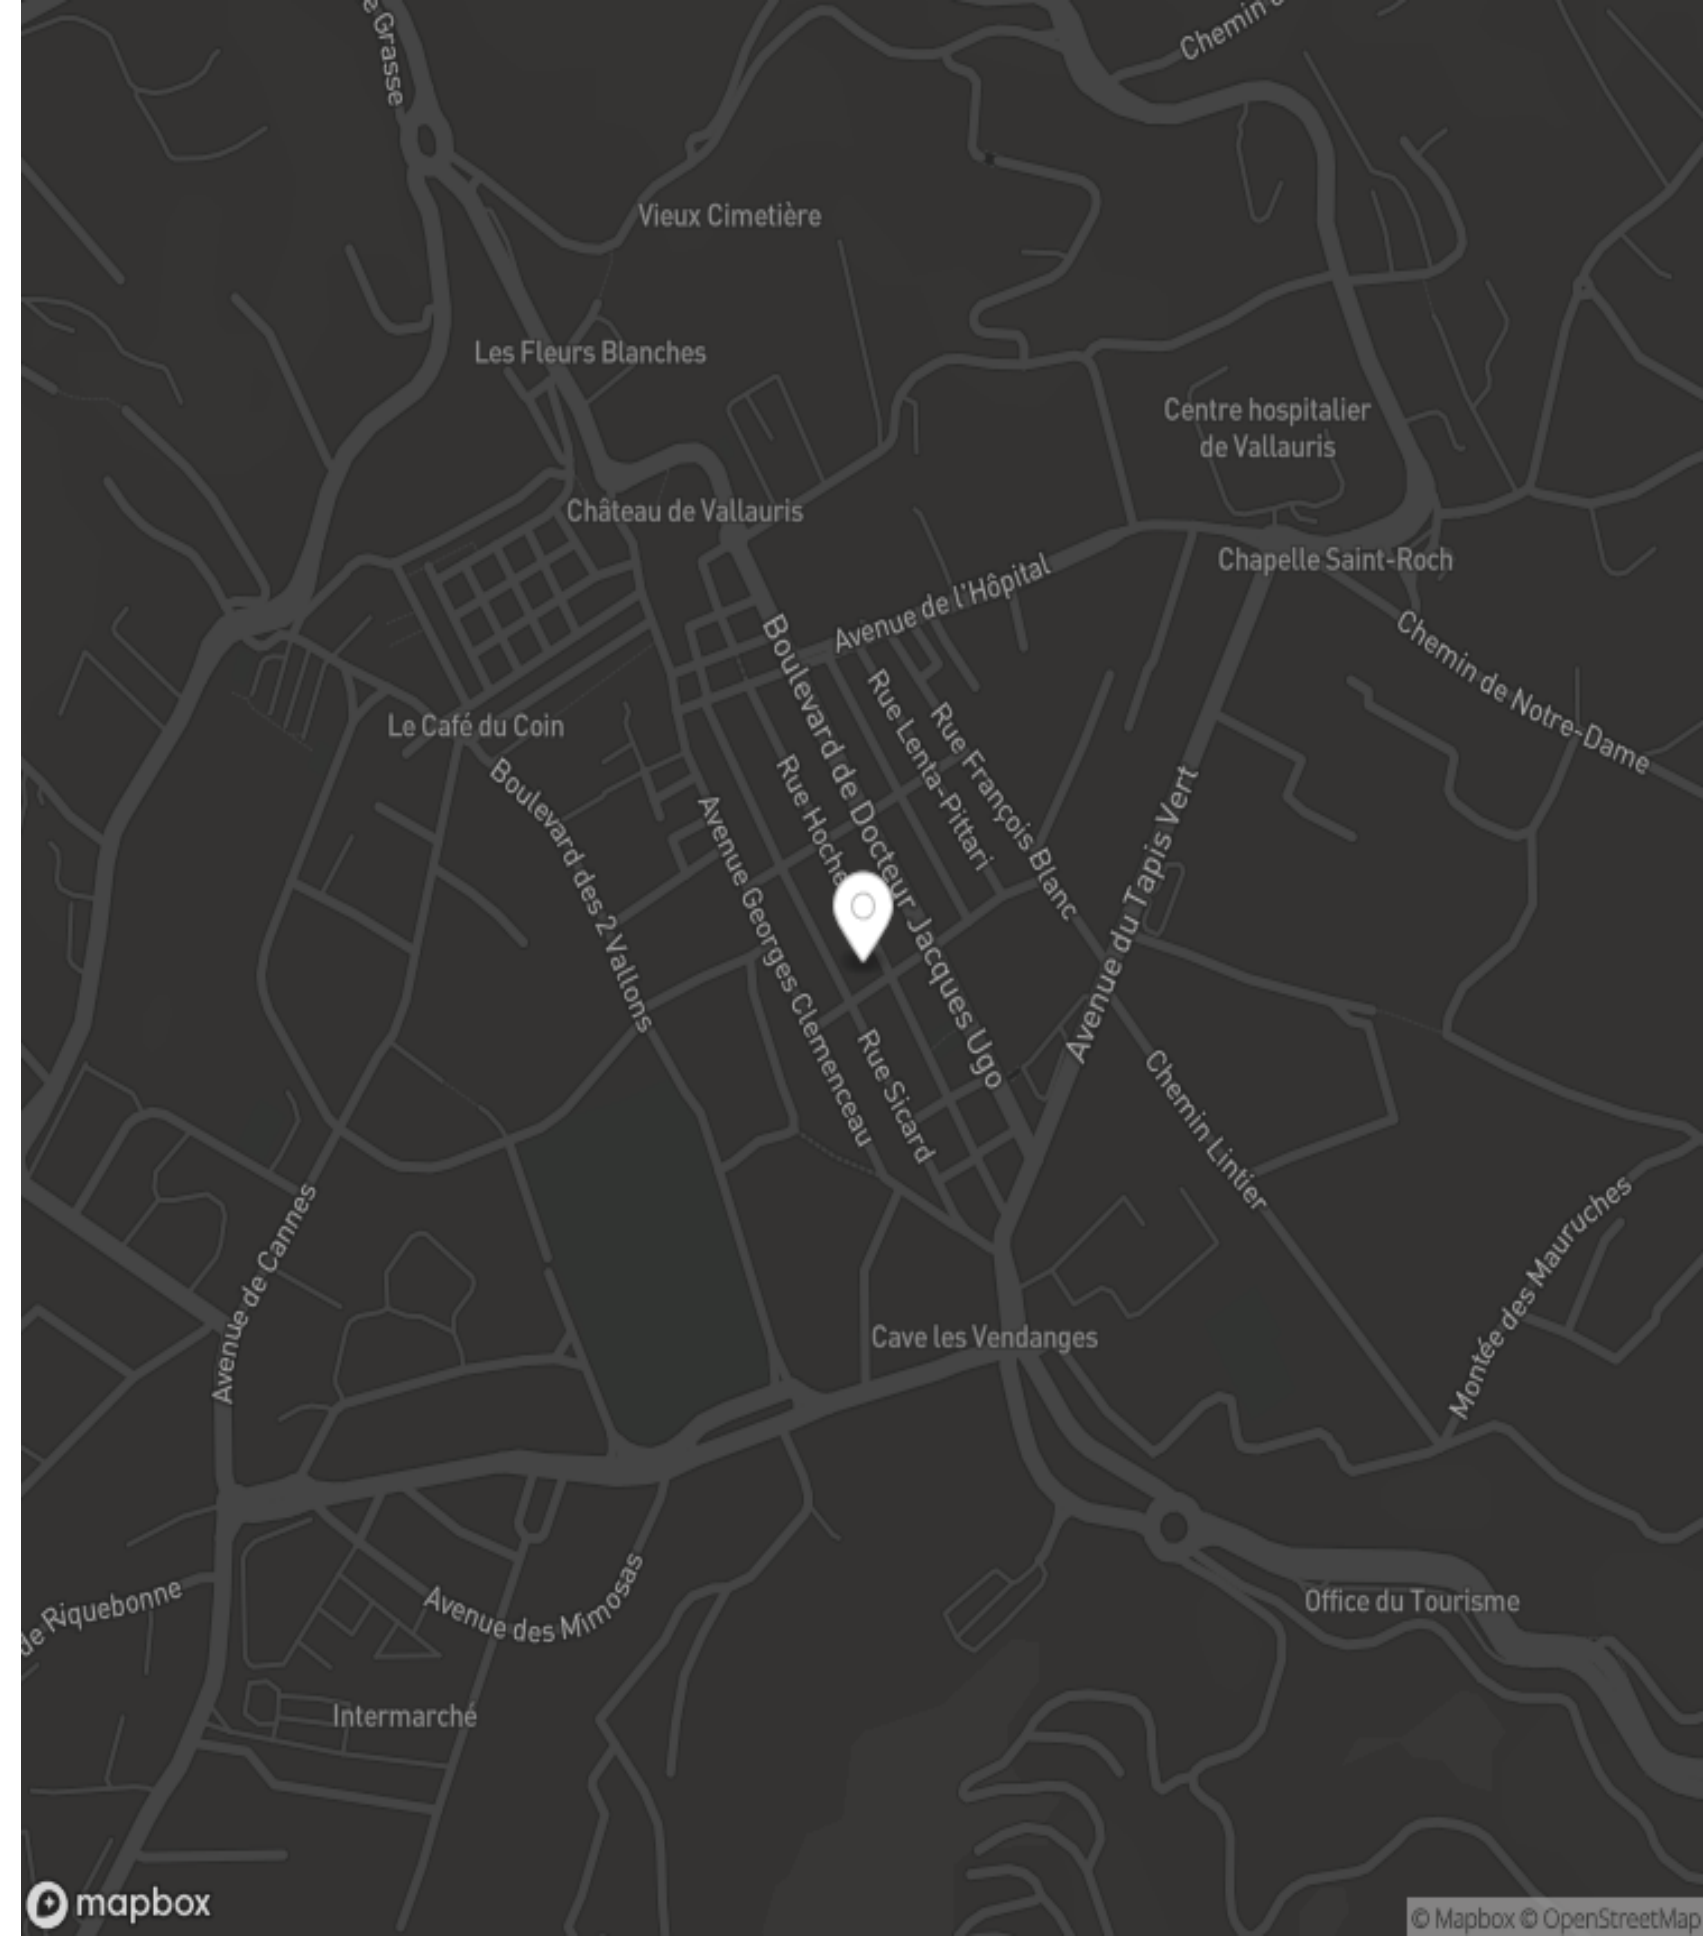 e Grasse
Chemin
Vieux Cimetière
Les Fleurs Blanches
Centre hospitalier
de Vallauris
Château de Vallauris
Chapelle Saint-Roch
Avenue de l'Hôpital
Chemin de Notre-Dame
Boulevard de Docteur Jacques Ugo
Rue Lenta-Pittari
Rue François Blanc
Le Café du Coin
Rue Hoche
Boulevard des 2 Vallons
Avenue Georges Clemenceau
Avenue du Tapis Vert
Rue Sicard
Chemin Lintier
Avenue de Cannes
Montée des Mauruches
Cave les Vendanges
Avenue des Mimosas
de Riquebonne
Office du Tourisme
Intermarché
mapbox
© Mapbox © OpenStreetMap